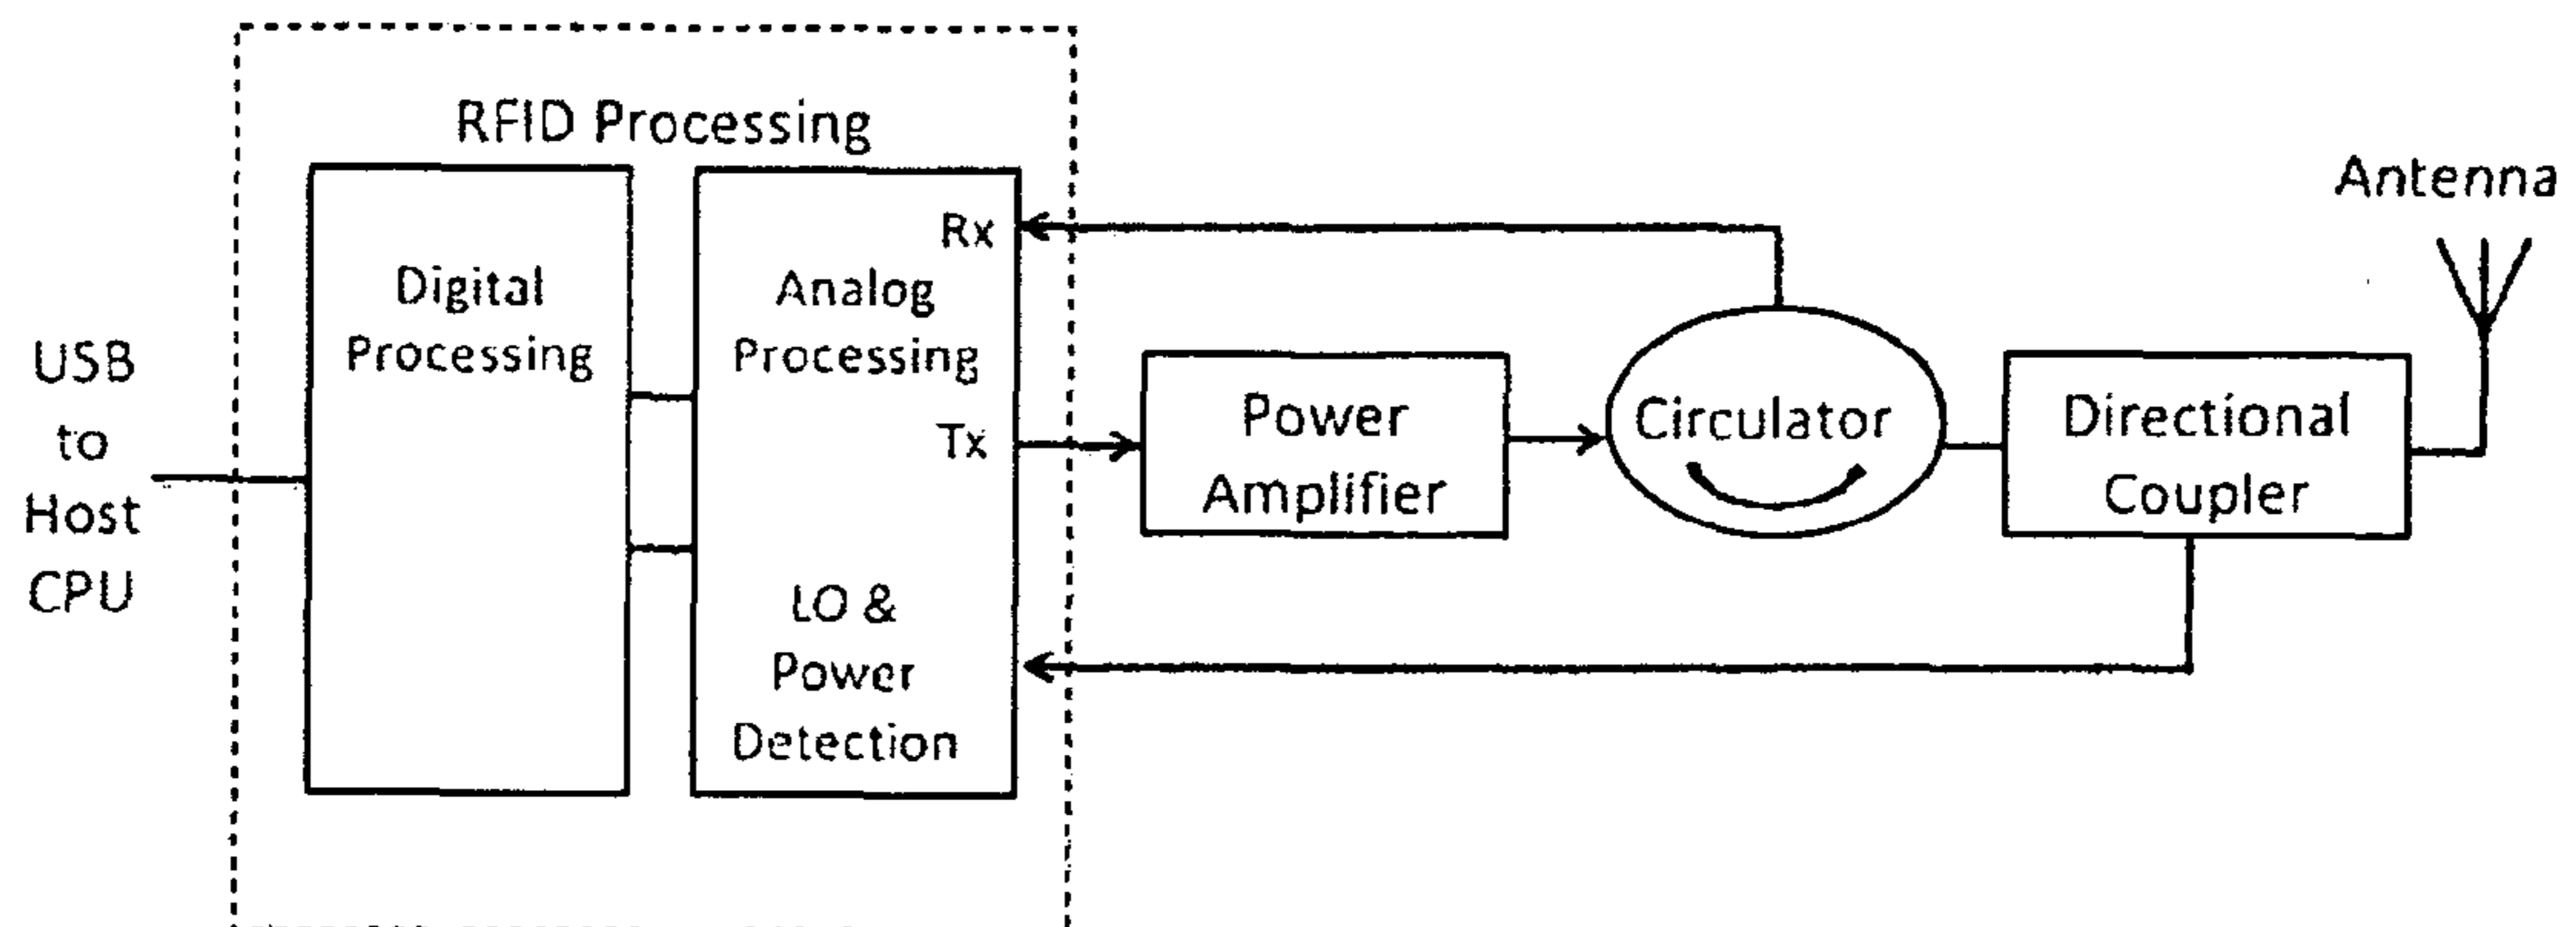 RFID Processing
Antenna
Rx
Digital
Processing
Analog
Processing
USB
to
Host
CPU
Tx
Power
Amplifier
Circulator
Directional
Coupler
LO &
Power
Detection